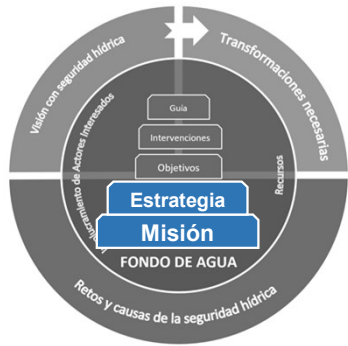 Visión con seguridad hídrica
Transformaciones necesarias
Involucramiento de Actores Interesados
Guía
Intervenciones
Objetivos
Recursos
Estrategia
Misión
FONDO DE AGUA
Retos y causas de la seguridad hídrica